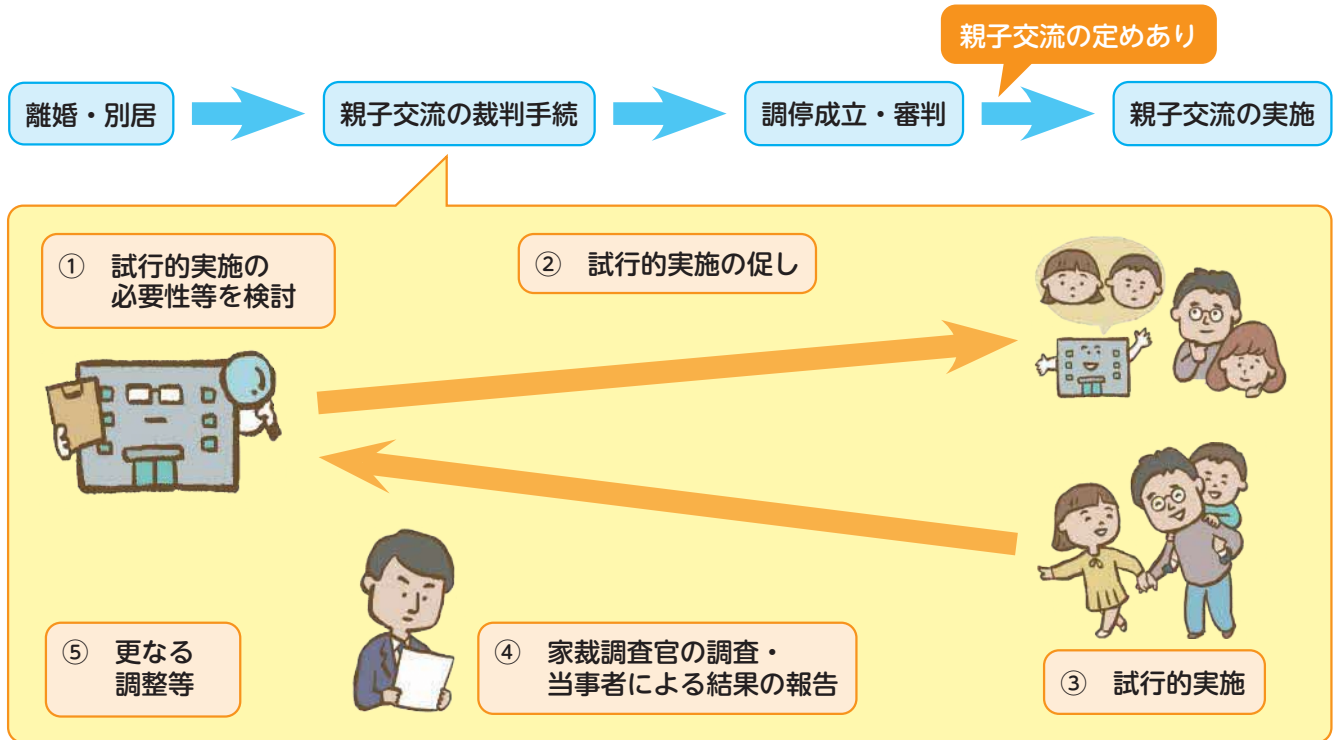 親子交流の定めあり
離婚・別居
親子交流の裁判手続
調停成立・審判
親子交流の実施
① 試行的実施の
必要性等を検討
② 試行的実施の促し
③ 試行的実施
④ 家裁調査官の調査・
当事者による結果の報告
⑤ 更なる
調整等